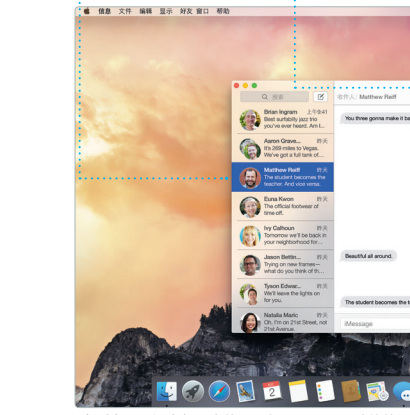 信息 文件 编辑 显示 好友 窗口 帮助
搜索
收件人: Matthew Reiff
Brian Ingram 上午9:41
Best surfabilly jazz trio
you've ever heard. Am I...
You three gonna make it ba
Aaron Grave... 昨天
It's 269 miles to Vegas.
We've got a full tank of...
Matthew Reiff 昨天
The student becomes the
teacher. And vice versa.
Euna Kwon 昨天
The official footwear of
time off.
Ivy Calhoun 昨天
Tomorrow we'll be back in
your neighborhood for...
Jason Bettin... 昨天
Trying on new frames—
what do you think of th...
Beautiful all around.
Tyson Edwar... 昨天
We'll leave the lights on
for you.
The student becomes the t
Natalia Maric 昨天
Oh, I'm on 21st Street, not
21st Avenue.
iMessage
2